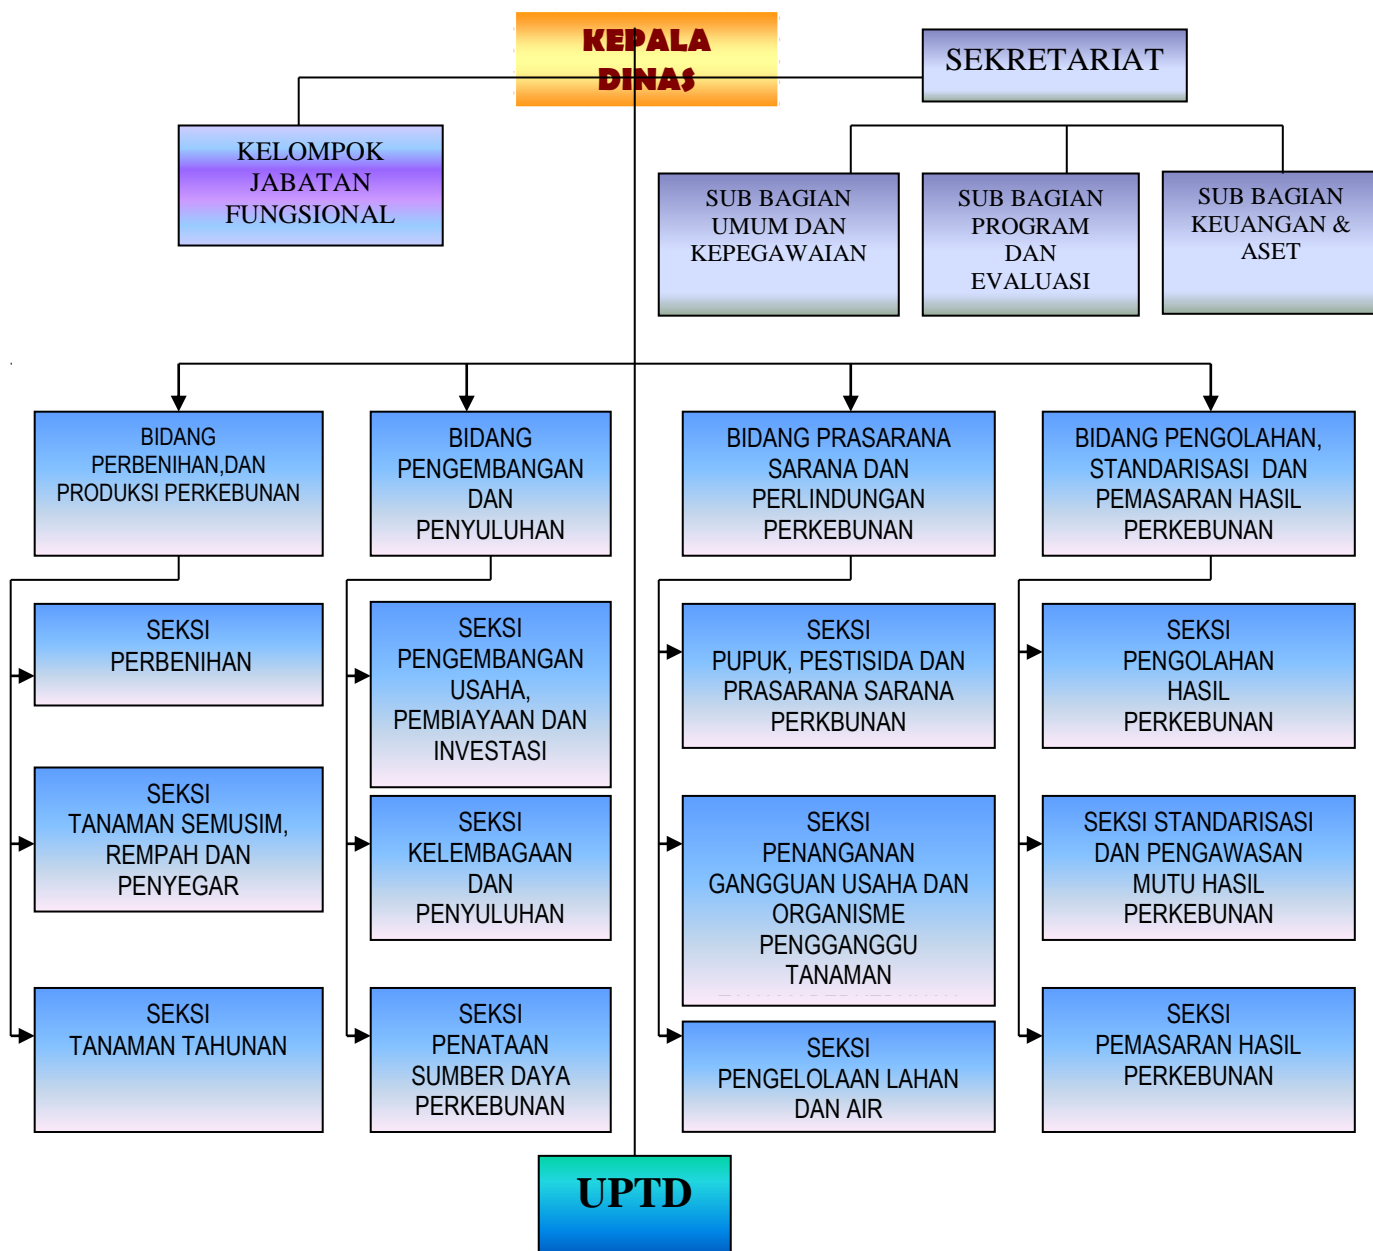 KEPALA
DINAS
SEKRETARIAT
KELOMPOK
JABATAN
FUNGSIONAL
SUB BAGIAN
UMUM DAN
KEPEGAWAIAN
SUB BAGIAN
PROGRAM
DAN
EVALUASI
SUB BAGIAN
KEUANGAN &
ASET
BIDANG
PERBENIHAN,DAN
PRODUKSI PERKEBUNAN
BIDANG
PENGEMBANGAN
DAN
PENYULUHAN
BIDANG PRASARANA
SARANA DAN
PERLINDUNGAN
PERKEBUNAN
BIDANG PENGOLAHAN,
STANDARISASI DAN
PEMASARAN HASIL
PERKEBUNAN
SEKSI
PERBENIHAN
SEKSI
PENGEMBANGAN
USAHA,
PEMBIAYAAN DAN
INVESTASI
SEKSI
PUPUK, PESTISIDA DAN
PRASARANA SARANA
PERKBUNAN
SEKSI
PENGOLAHAN
HASIL
PERKEBUNAN
SEKSI
TANAMAN SEMUSIM,
REMPAH DAN
PENYEGAR
SEKSI
KELEMBAGAAN
DAN
PENYULUHAN
SEKSI
PENANGANAN
GANGGUAN USAHA DAN
ORGANISME
PENGGANGGU
TANAMAN
SEKSI STANDARISASI
DAN PENGAWASAN
MUTU HASIL
PERKEBUNAN
SEKSI
TANAMAN TAHUNAN
SEKSI
PENATAAN
SUMBER DAYA
PERKEBUNAN
SEKSI
PENGELOLAAN LAHAN
DAN AIR
SEKSI
PEMASARAN HASIL
PERKEBUNAN
UPTD